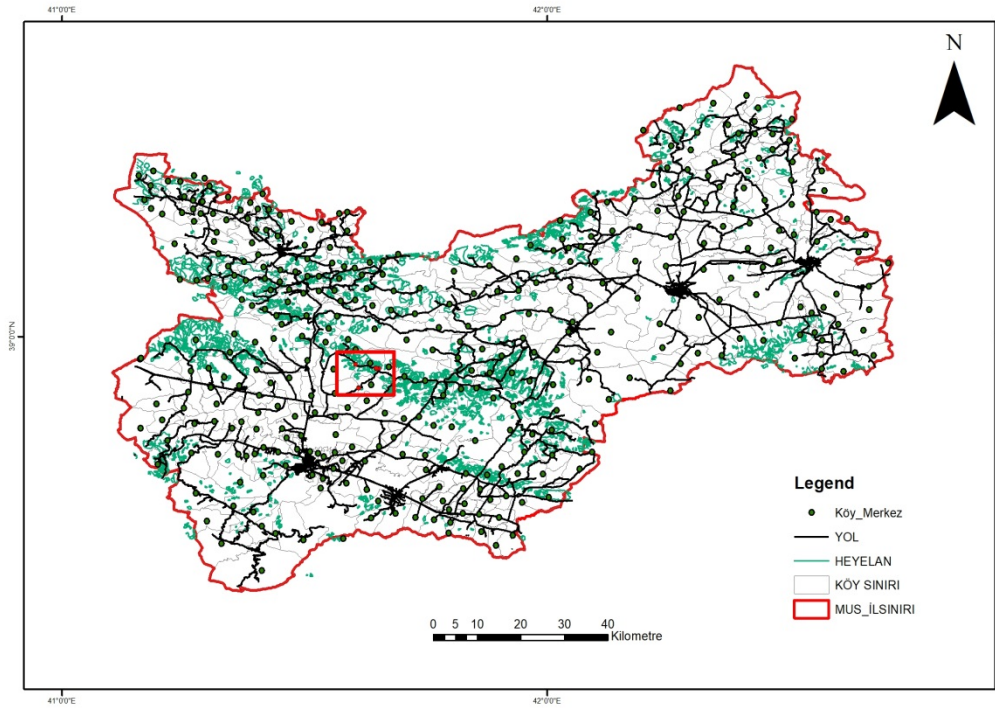 41°0'0"E
42°0'0"E
N
39°0'0"N
Legend
Köy_Merkez
YOL
HEYELAN
KÖY SINIRI
MUS_İLSINIRI
0 5 10 20 30 40
Kilometre
41°0'0"E
42°0'0"E